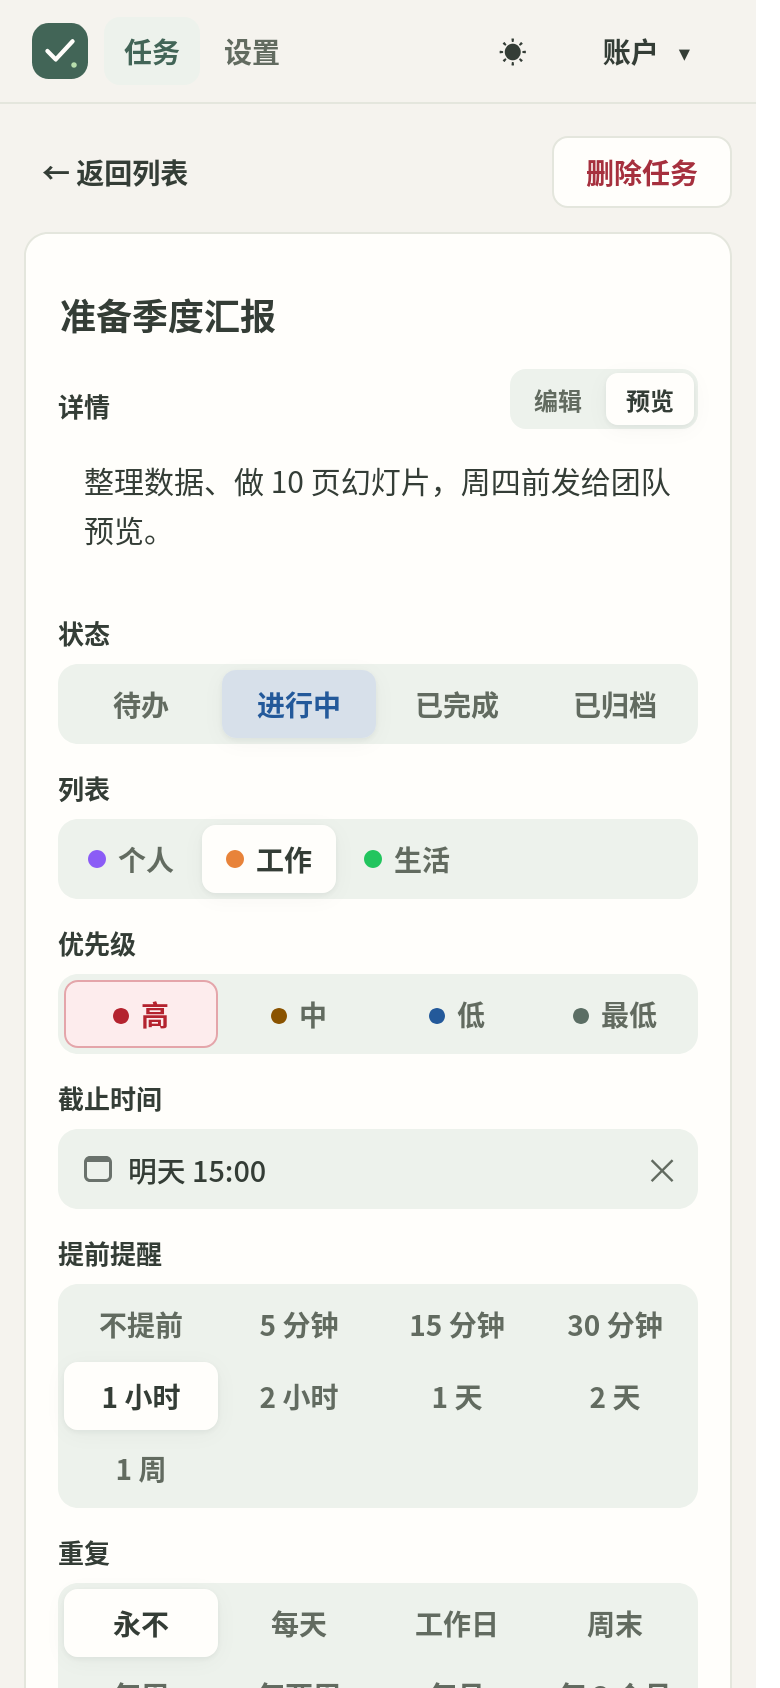 任务 设置 账户 ▼
← 返回列表 删除任务
准备季度汇报
详情 编辑 预览
整理数据、做 10 页幻灯片，周四前发给团队
预览。
状态
待办 进行中 已完成 已归档
列表
个人 工作 生活
优先级
高 中 低 最低
截止时间
明天 15:00
提前提醒
不提前 5 分钟 15 分钟 30 分钟
1 小时 2 小时 1 天 2 天
1 周
重复
永不 每天 工作日 周末